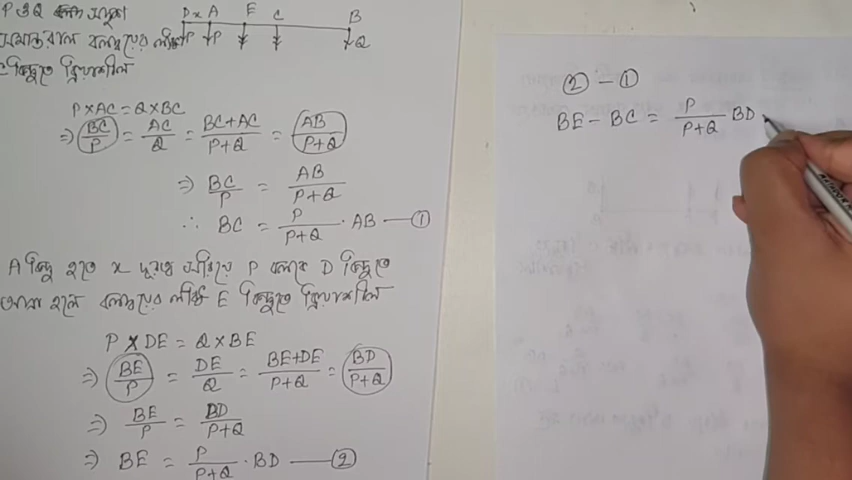 P ও Q সদৃশ
D x A E C B
সমান্তরাল বলদ্বয়ের লব্ধি P P Q
C বিন্দুতে ক্রিয়াশীল
P × AC = Q × BC
⇒ BC/P = AC/Q = BC+AC/P+Q = AB/P+Q
⇒ BC/P = AB/P+Q
∴ BC = P/P+Q · AB —— ①
A বিন্দু হতে x দূরত্ব সরিয়ে P বলকে D বিন্দুতে
আনা হলে বলদ্বয়ের লব্ধি E বিন্দুতে ক্রিয়াশীল
P × DE = Q × BE
⇒ BE/P = DE/Q = BE+DE/P+Q = BD/P+Q
⇒ BE/P = BD/P+Q
⇒ BE = P/P+Q · BD —— ②
② – ①
BE – BC = P/P+Q BD